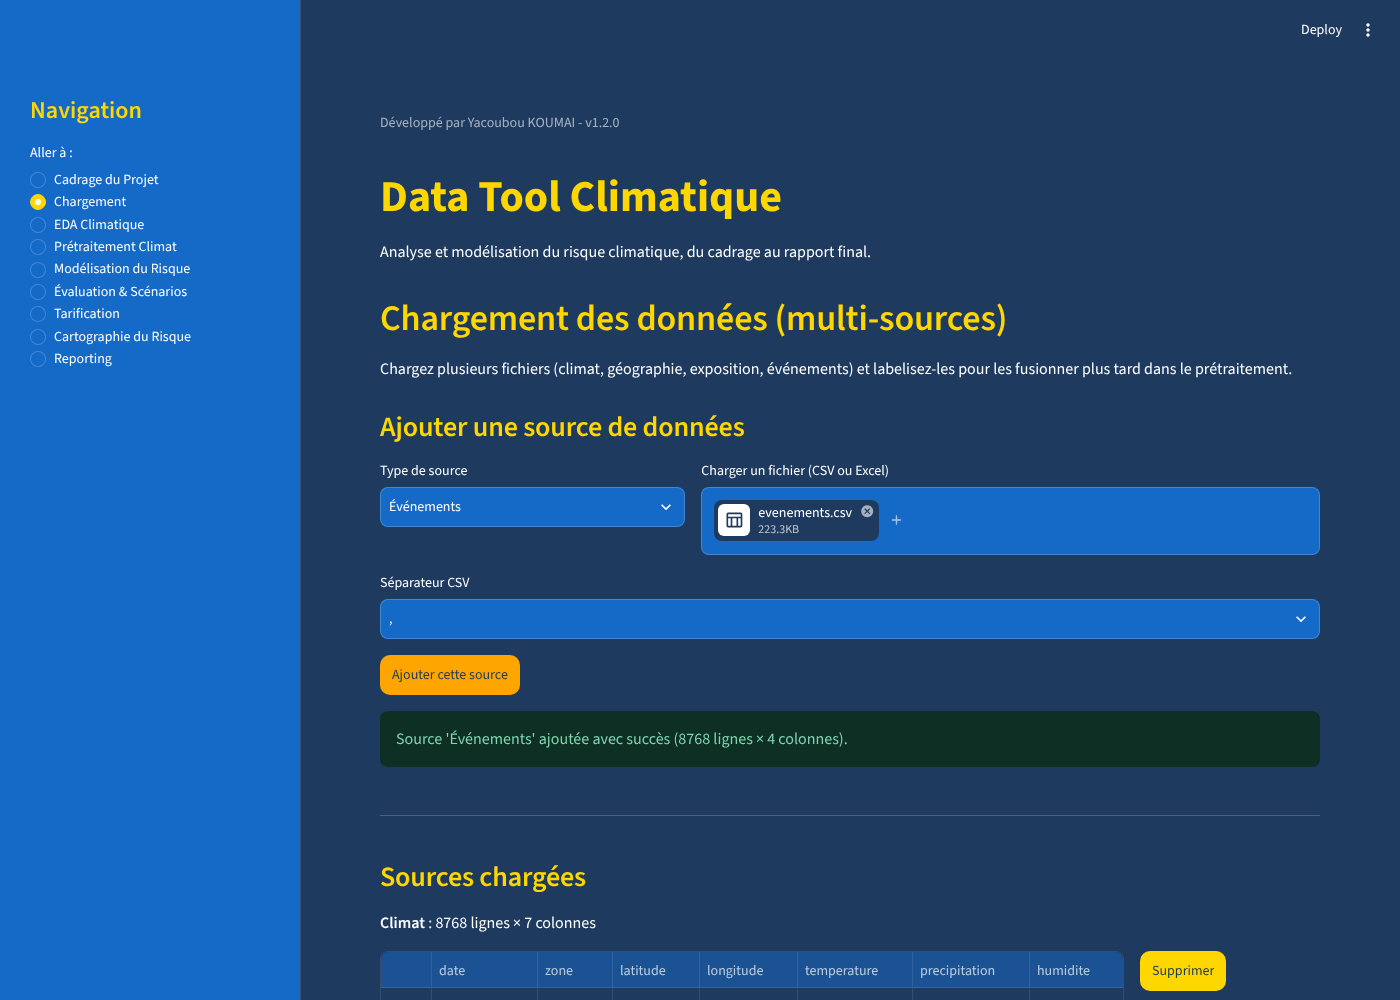 Deploy
Navigation
Aller à :
Cadrage du Projet
Chargement
EDA Climatique
Prétraitement Climat
Modélisation du Risque
Évaluation & Scénarios
Tarification
Cartographie du Risque
Reporting
Développé par Yacoubou KOUMAI - v1.2.0
Data Tool Climatique
Analyse et modélisation du risque climatique, du cadrage au rapport final.
Chargement des données (multi-sources)
Chargez plusieurs fichiers (climat, géographie, exposition, événements) et labelisez-les pour les fusionner plus tard dans le prétraitement.
Ajouter une source de données
Type de source
Événements
Charger un fichier (CSV ou Excel)
evenements.csv
223.3KB
Séparateur CSV
,
Ajouter cette source
Source 'Événements' ajoutée avec succès (8768 lignes × 4 colonnes).
Sources chargées
Climat : 8768 lignes × 7 colonnes
date zone latitude longitude temperature precipitation humidite
Supprimer